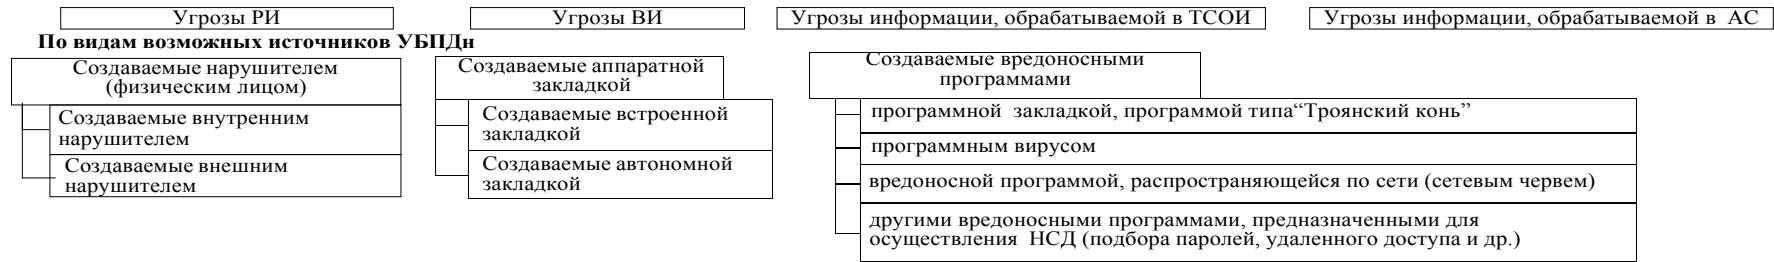 Угрозы РИ
Угрозы ВИ
Угрозы информации, обрабатываемой в ТСОИ
Угрозы информации, обрабатываемой в АС
По видам возможных источников УБПДн
Создаваемые нарушителем
(физическим лицом)
Создаваемые внутренним
нарушителем
Создаваемые внешним
нарушителем
Создаваемые аппаратной
закладкой
Создаваемые встроенной
закладкой
Создаваемые автономной
закладкой
Создаваемые вредоносными
программами
программной закладкой, программой типа“Троянский конь”
программным вирусом
вредоносной программой, распространяющейся по сети (сетевым червем)
другими вредоносными программами, предназначенными для
осуществления НСД (подбора паролей, удаленного доступа и др.)